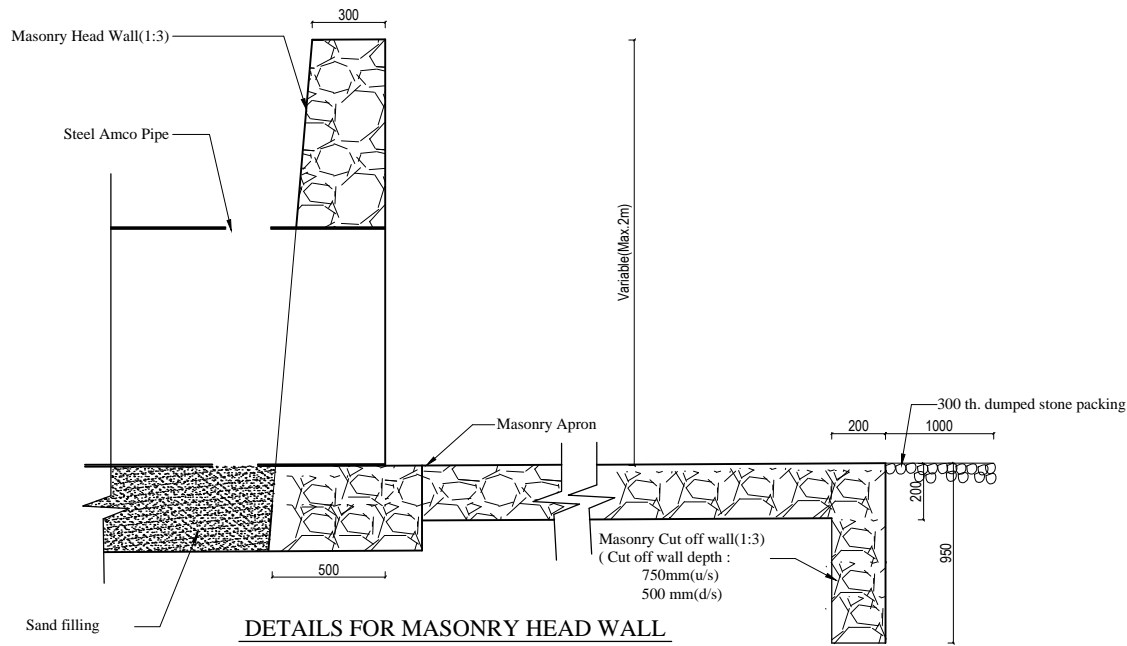 300
Masonry Head Wall(1:3)
Steel Amco Pipe
Variable(Max.2m)
300 th. dumped stone packing
200
1000
Masonry Apron
200
950
Masonry Cut off wall(1:3)
( Cut off wall depth :
750mm(u/s)
500 mm(d/s)
500
Sand filling
DETAILS FOR MASONRY HEAD WALL